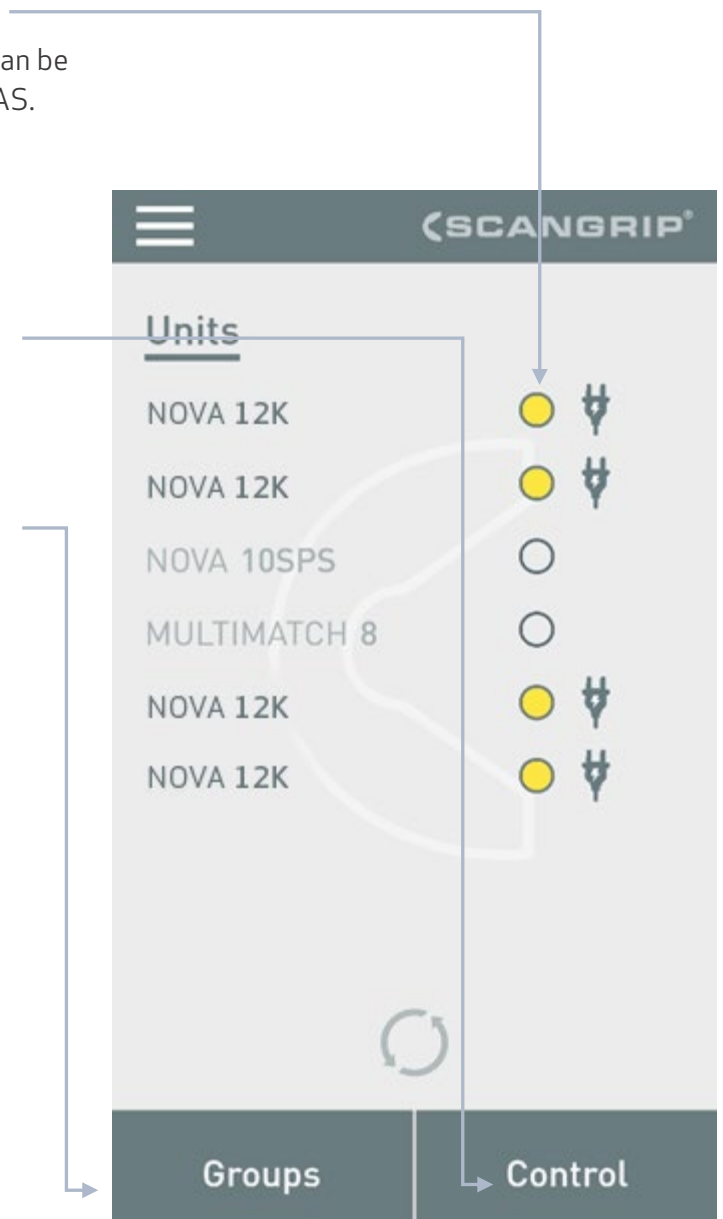 an be
AS.
SCANGRIP®
Units
NOVA 12K
NOVA 12K
NOVA 10SPS
MULTIMATCH 8
NOVA 12K
NOVA 12K
Groups
Control